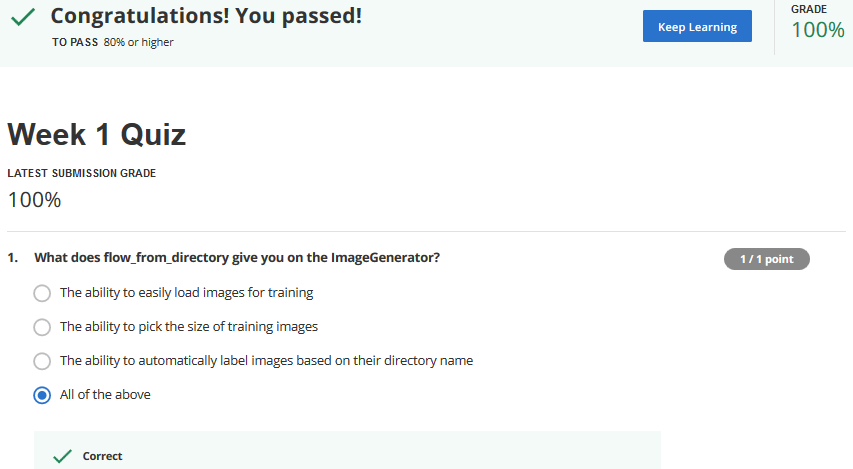 Congratulations! You passed!
TO PASS 80% or higher
Keep Learning
GRADE
100%
Week 1 Quiz
LATEST SUBMISSION GRADE
100%
1. What does flow_from_directory give you on the ImageGenerator?
1 / 1 point
The ability to easily load images for training
The ability to pick the size of training images
The ability to automatically label images based on their directory name
All of the above
Correct